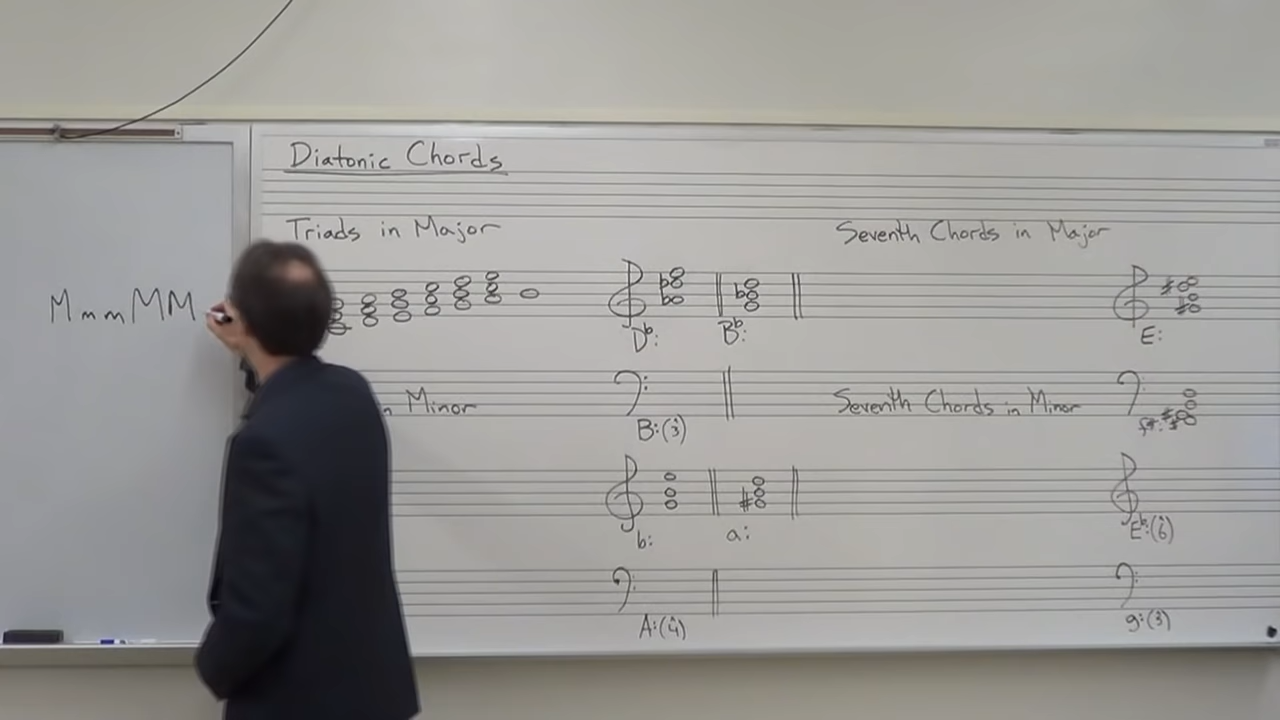 Diatonic Chords
Triads in Major
Seventh Chords in Major
M m m M M
D♭:
B♭:
E:
Minor
Seventh Chords in Minor
B:(3̂)
b:
a:
E♭:(6̂)
A:(4̂)
g:(3̂)